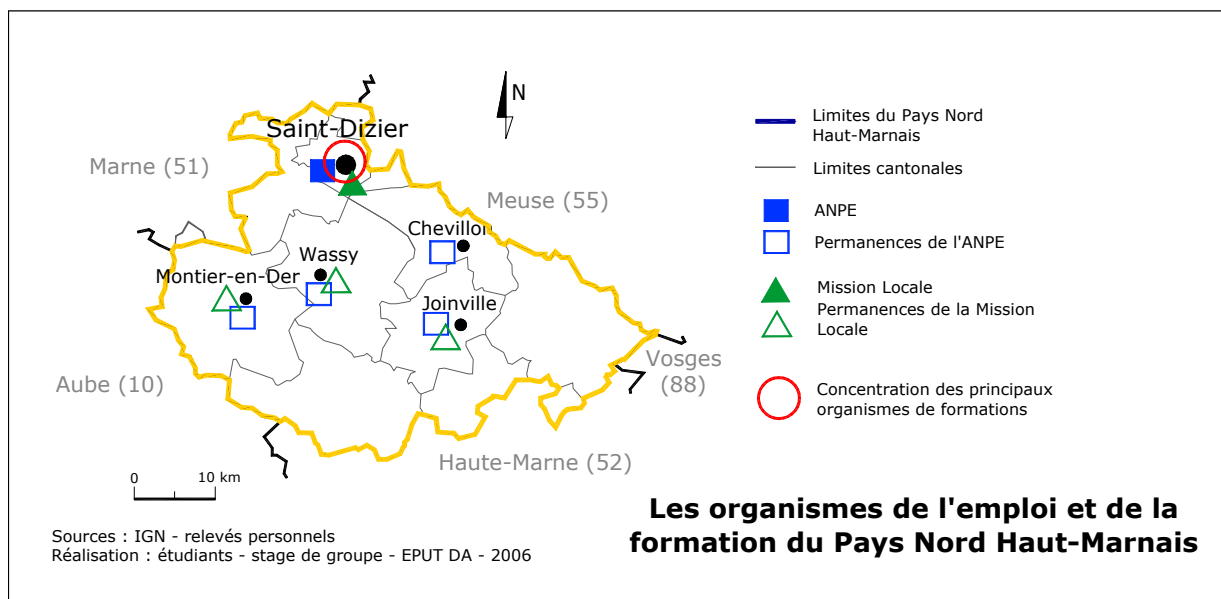 N
Saint-Dizier
Marne (51)
Meuse (55)
Chevillon
Wassy
Montier-en-Der
Joinville
Vosges
(88)
Aube (10)
Haute-Marne (52)
0 10 km
Limites du Pays Nord
Haut-Marnais
Limites cantonales
ANPE
Permanences de l'ANPE
Mission Locale
Permanences de la Mission
Locale
Concentration des principaux
organismes de formations
Sources : IGN - relevés personnels
Réalisation : étudiants - stage de groupe - EPUT DA - 2006
Les organismes de l'emploi et de la
formation du Pays Nord Haut-Marnais